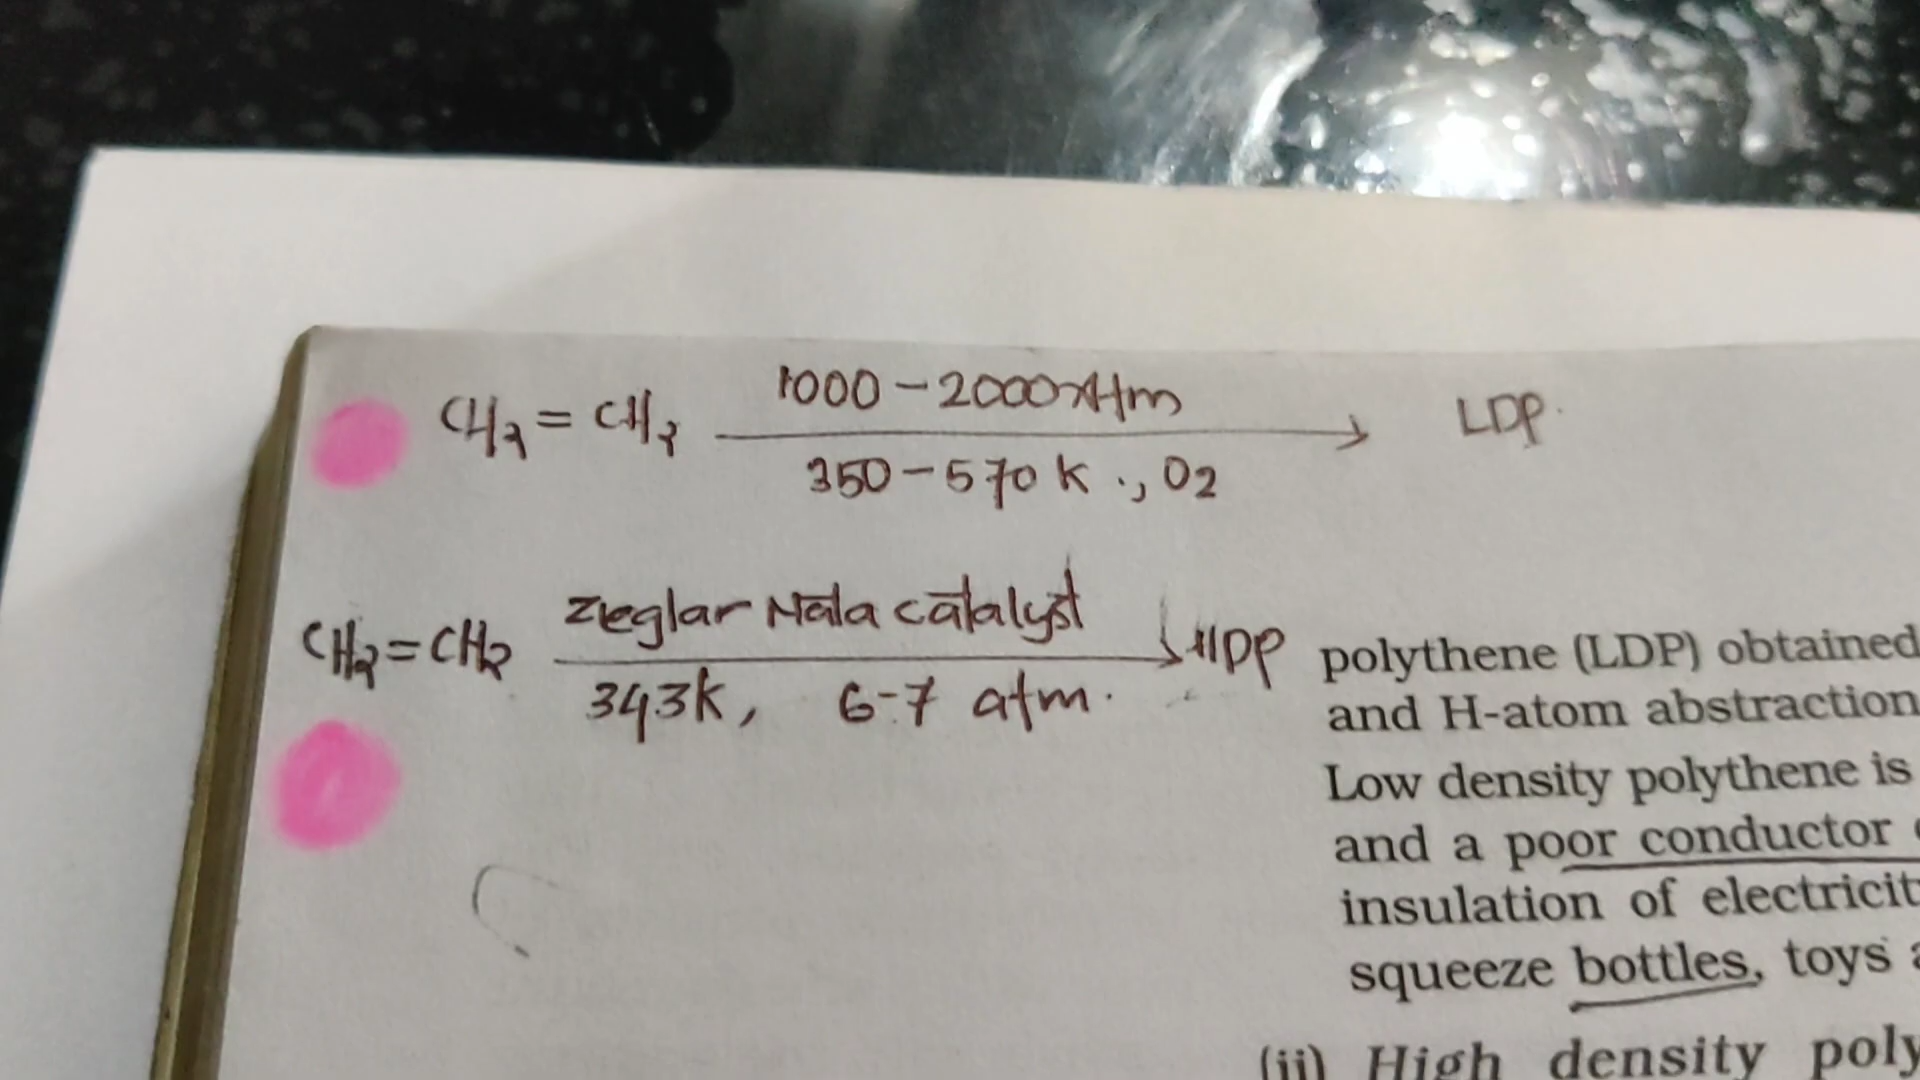 1000-2000 Atm
CH2=CH2 → LDP.
350-570 K., O2
Zieglar Nata catalyst
CH2=CH2 → HDP
343K, 6-7 atm.
polythene (LDP) obtained
and H-atom abstraction
Low density polythene is
and a poor conductor
insulation of electricit
squeeze bottles, toys
(ii) High density poly